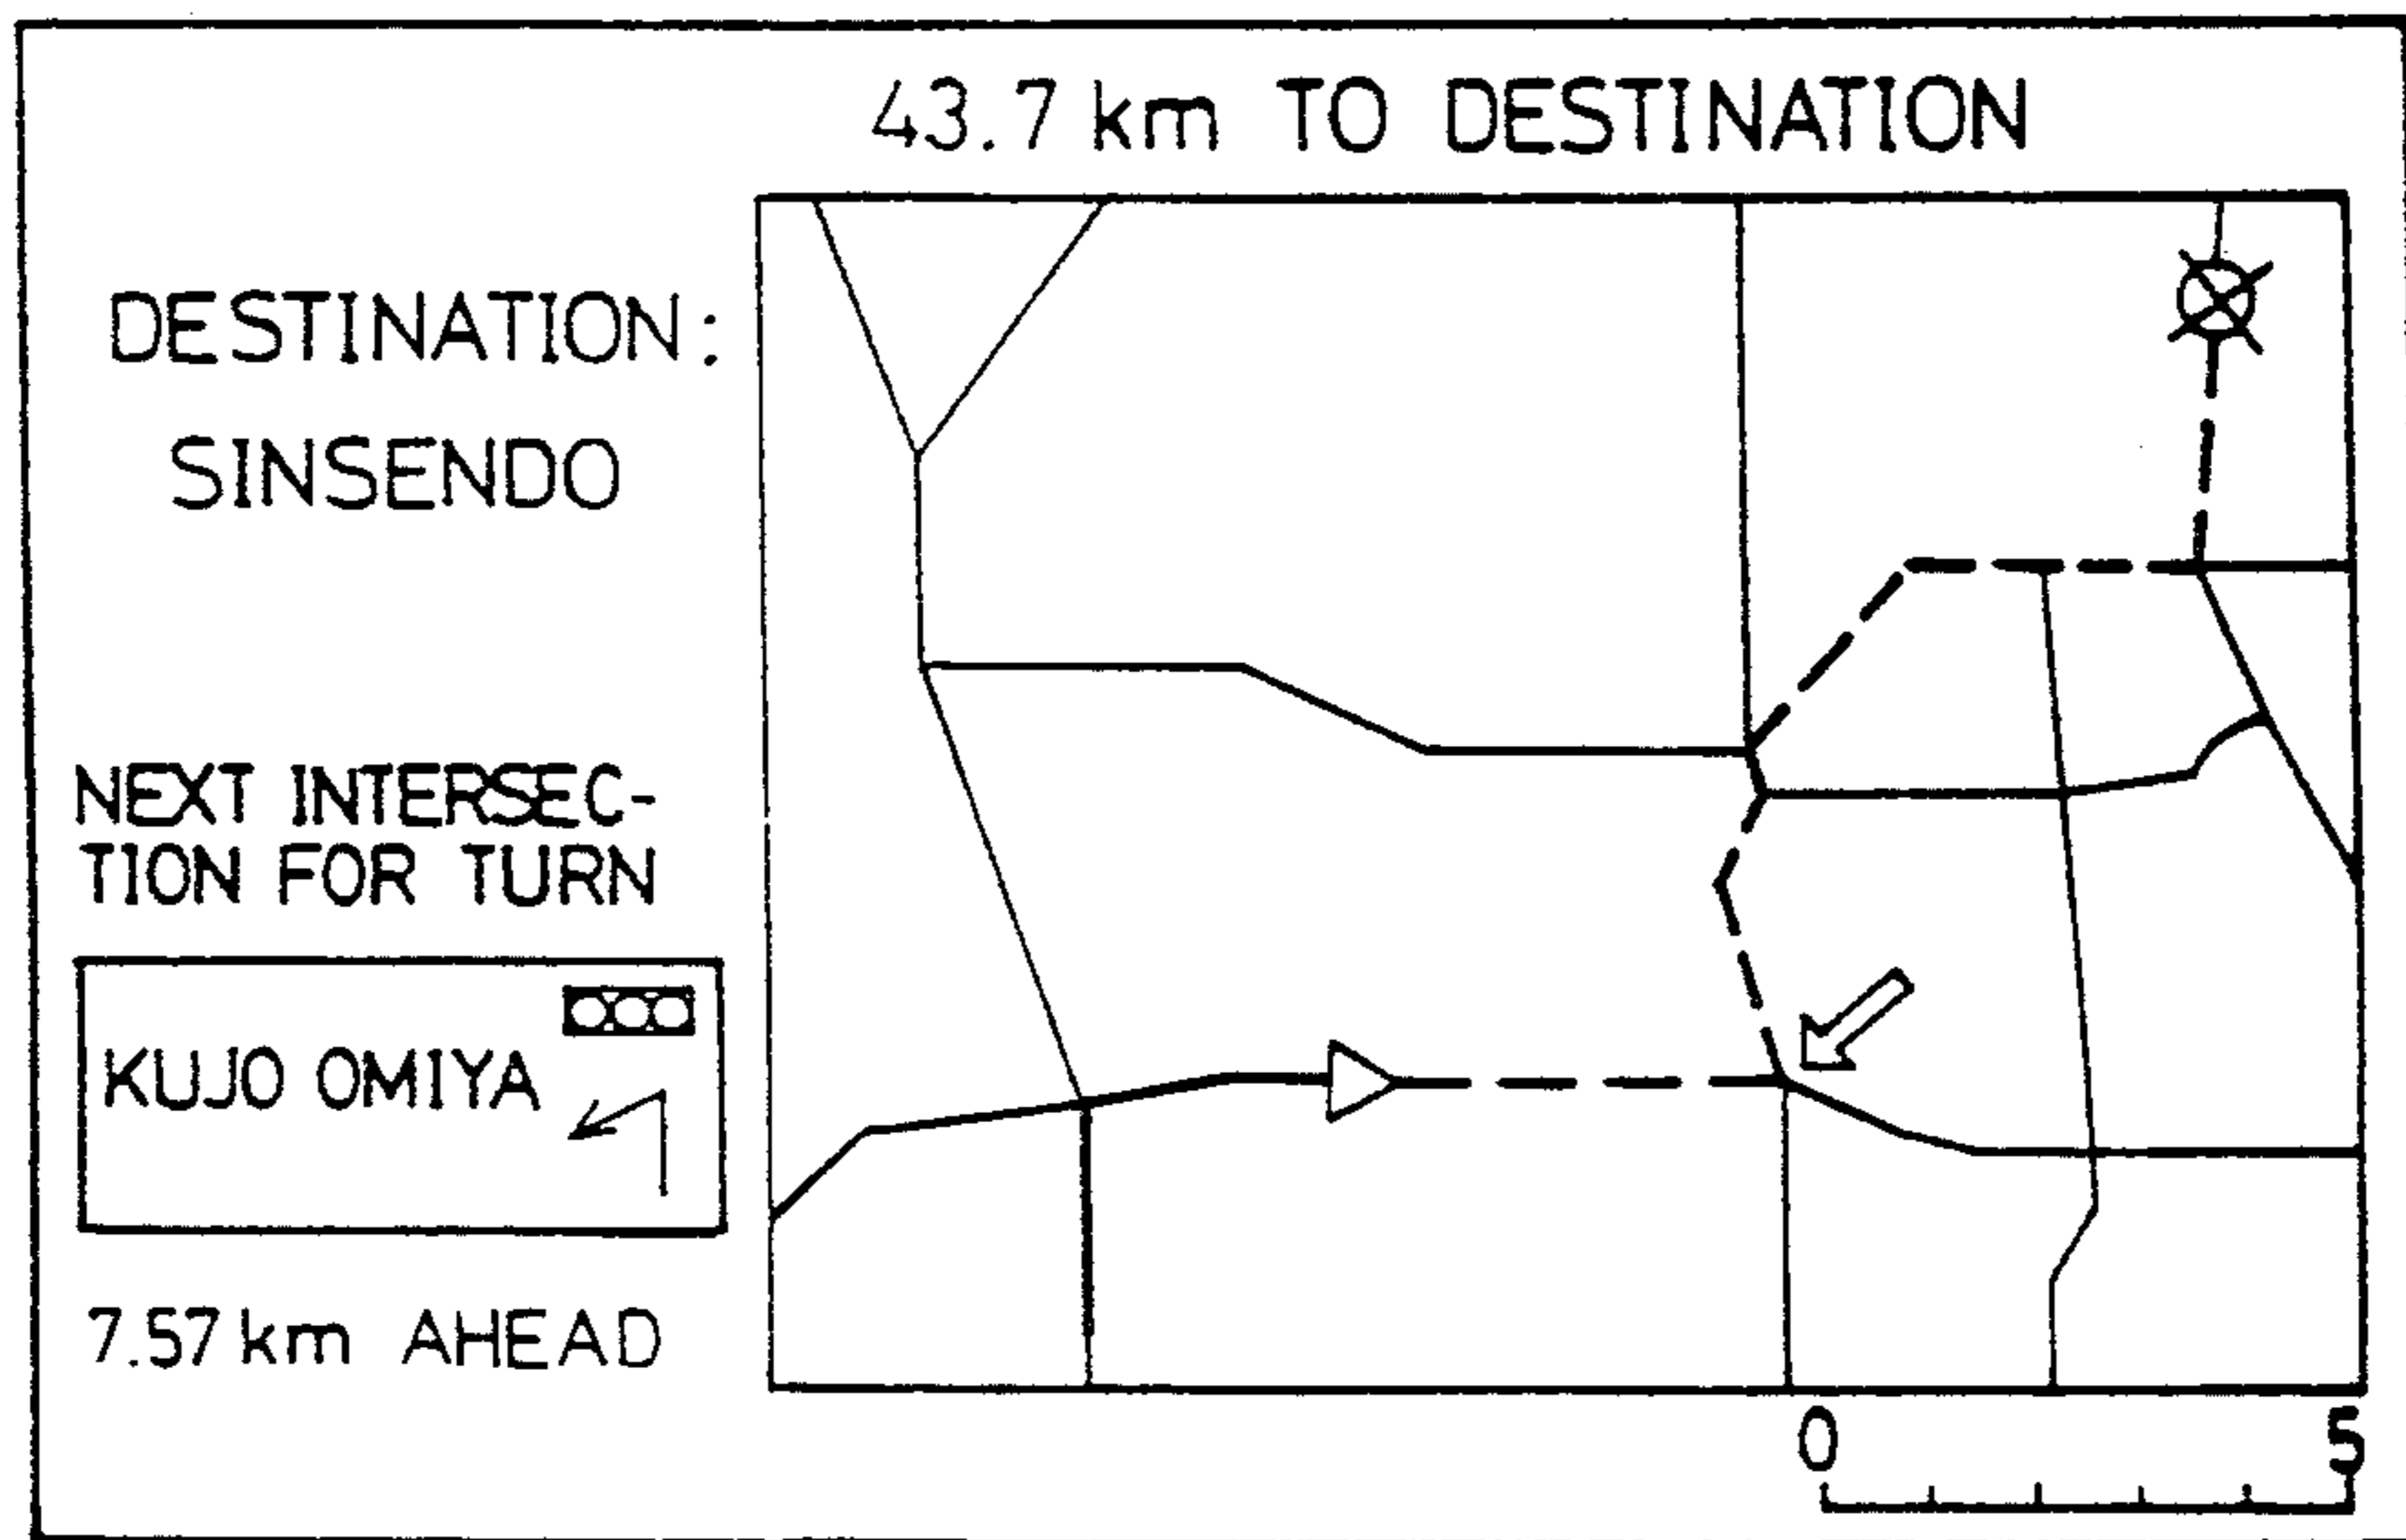 43.7 km TO DESTINATION
DESTINATION:
SINSENDO
NEXT INTERSEC-
TION FOR TURN
KUJO OMIYA
7.57 km AHEAD
0 5